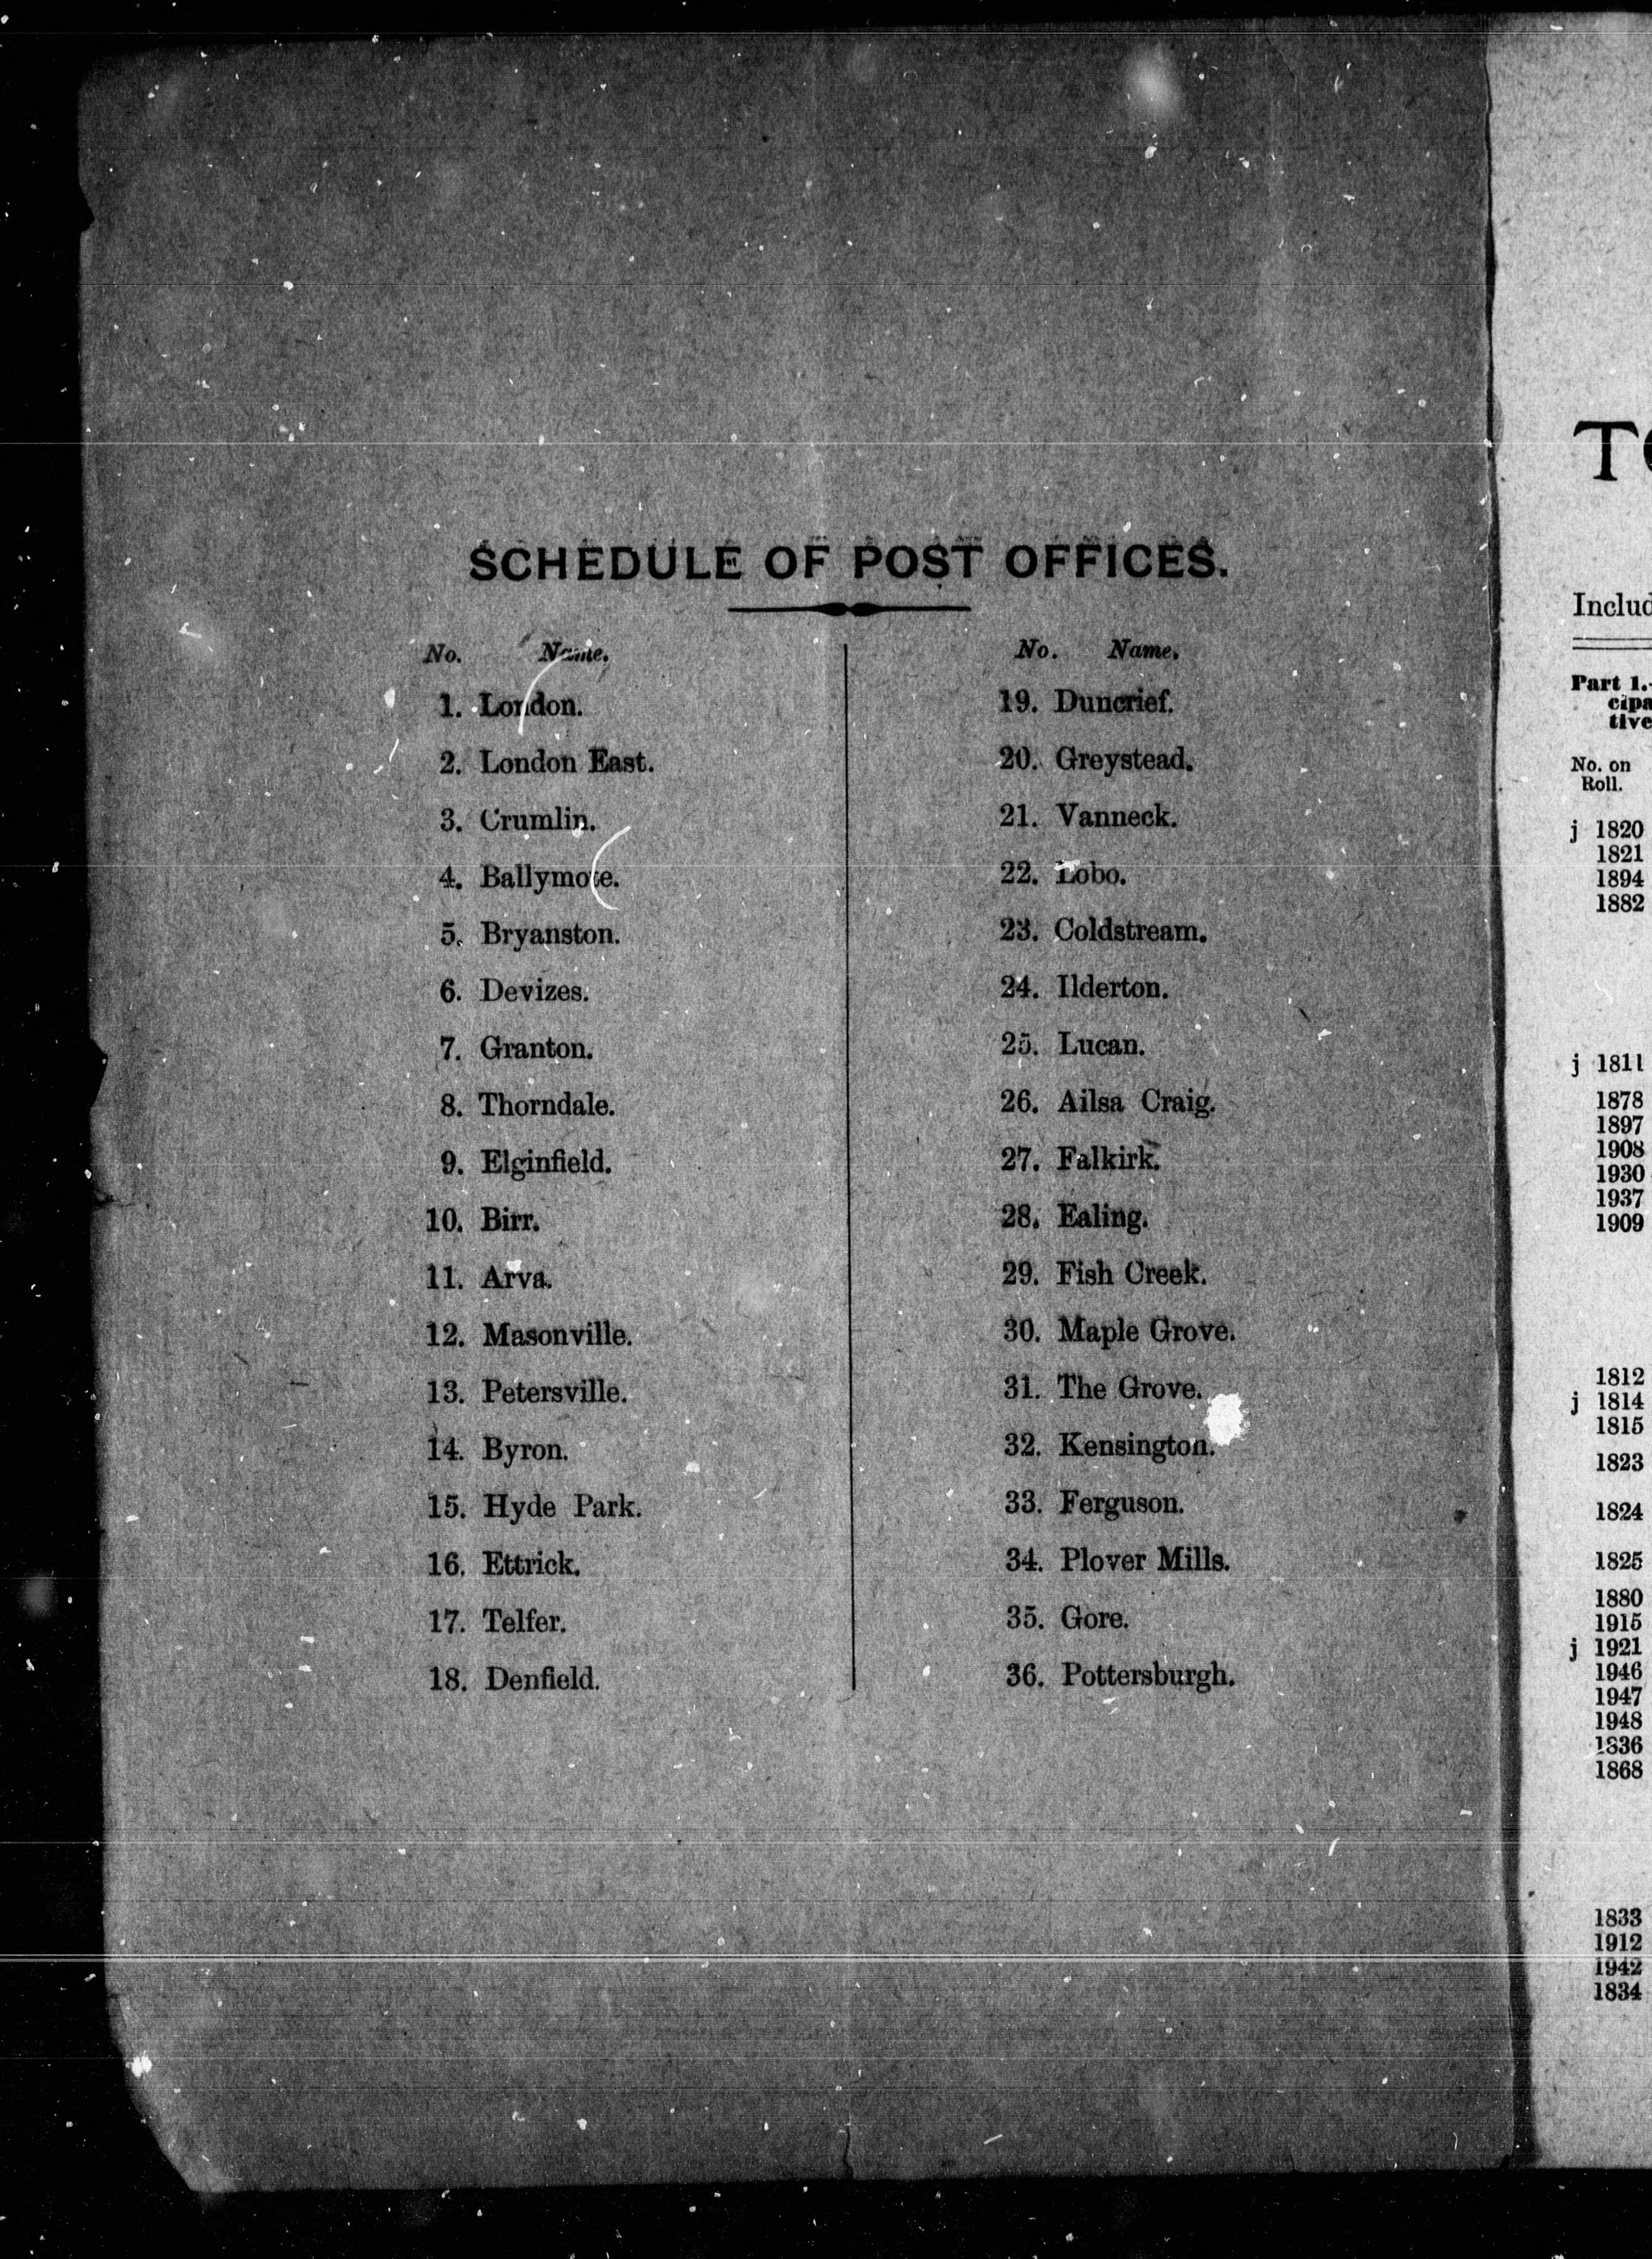 SCHEDULE OF POST OFFICES.
No. Name.
1. London.
2. London East.
3. Crumlin.
4. Ballymote.
5. Bryanston.
6. Devizes.
7. Granton.
8. Thorndale.
9. Elginfield.
10. Birr.
11. Arva.
12. Masonville.
13. Petersville.
14. Byron.
15. Hyde Park.
16. Ettrick.
17. Telfer.
18. Denfield.
No. Name.
19. Duncrief.
20. Greystead.
21. Vanneck.
22. Lobo.
23. Coldstream.
24. Ilderton.
25. Lucan.
26. Ailsa Craig.
27. Falkirk.
28. Ealing.
29. Fish Creek.
30. Maple Grove.
31. The Grove.
32. Kensington.
33. Ferguson.
34. Plover Mills.
35. Gore.
36. Pottersburgh.
Part 1.
No. on
Roll.
j 1820
1821
1894
1882
j 1811
1878
1897
1908
1930
1937
1909
1812
j 1814
1815
1823
1824
1825
1880
1915
j 1921
1946
1947
1948
1836
1868
1833
1912
1942
1834